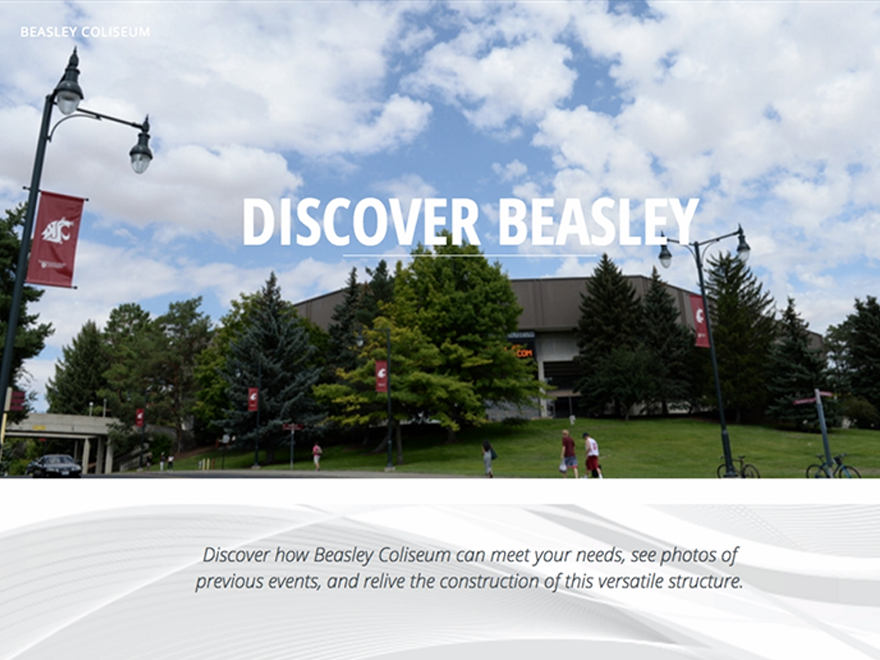 BEASLEY COLISEUM
DISCOVER BEASLEY
.COM
Discover how Beasley Coliseum can meet your needs, see photos of
previous events, and relive the construction of this versatile structure.